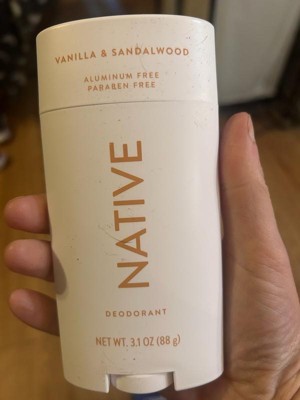 VANILLA & SANDALWOOD
ALUMINUM FREE
PARABEN FREE
NATIVE
DEODORANT
NET WT. 3.1 OZ (88 g)